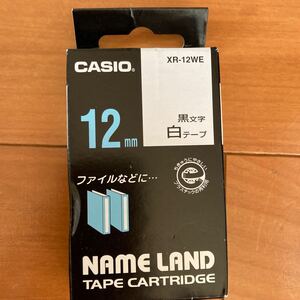 CASIO
XR-12WE
黒文字
12mm
白テープ
ファイルなどに…
NAME LAND
TAPE CARTRIDGE